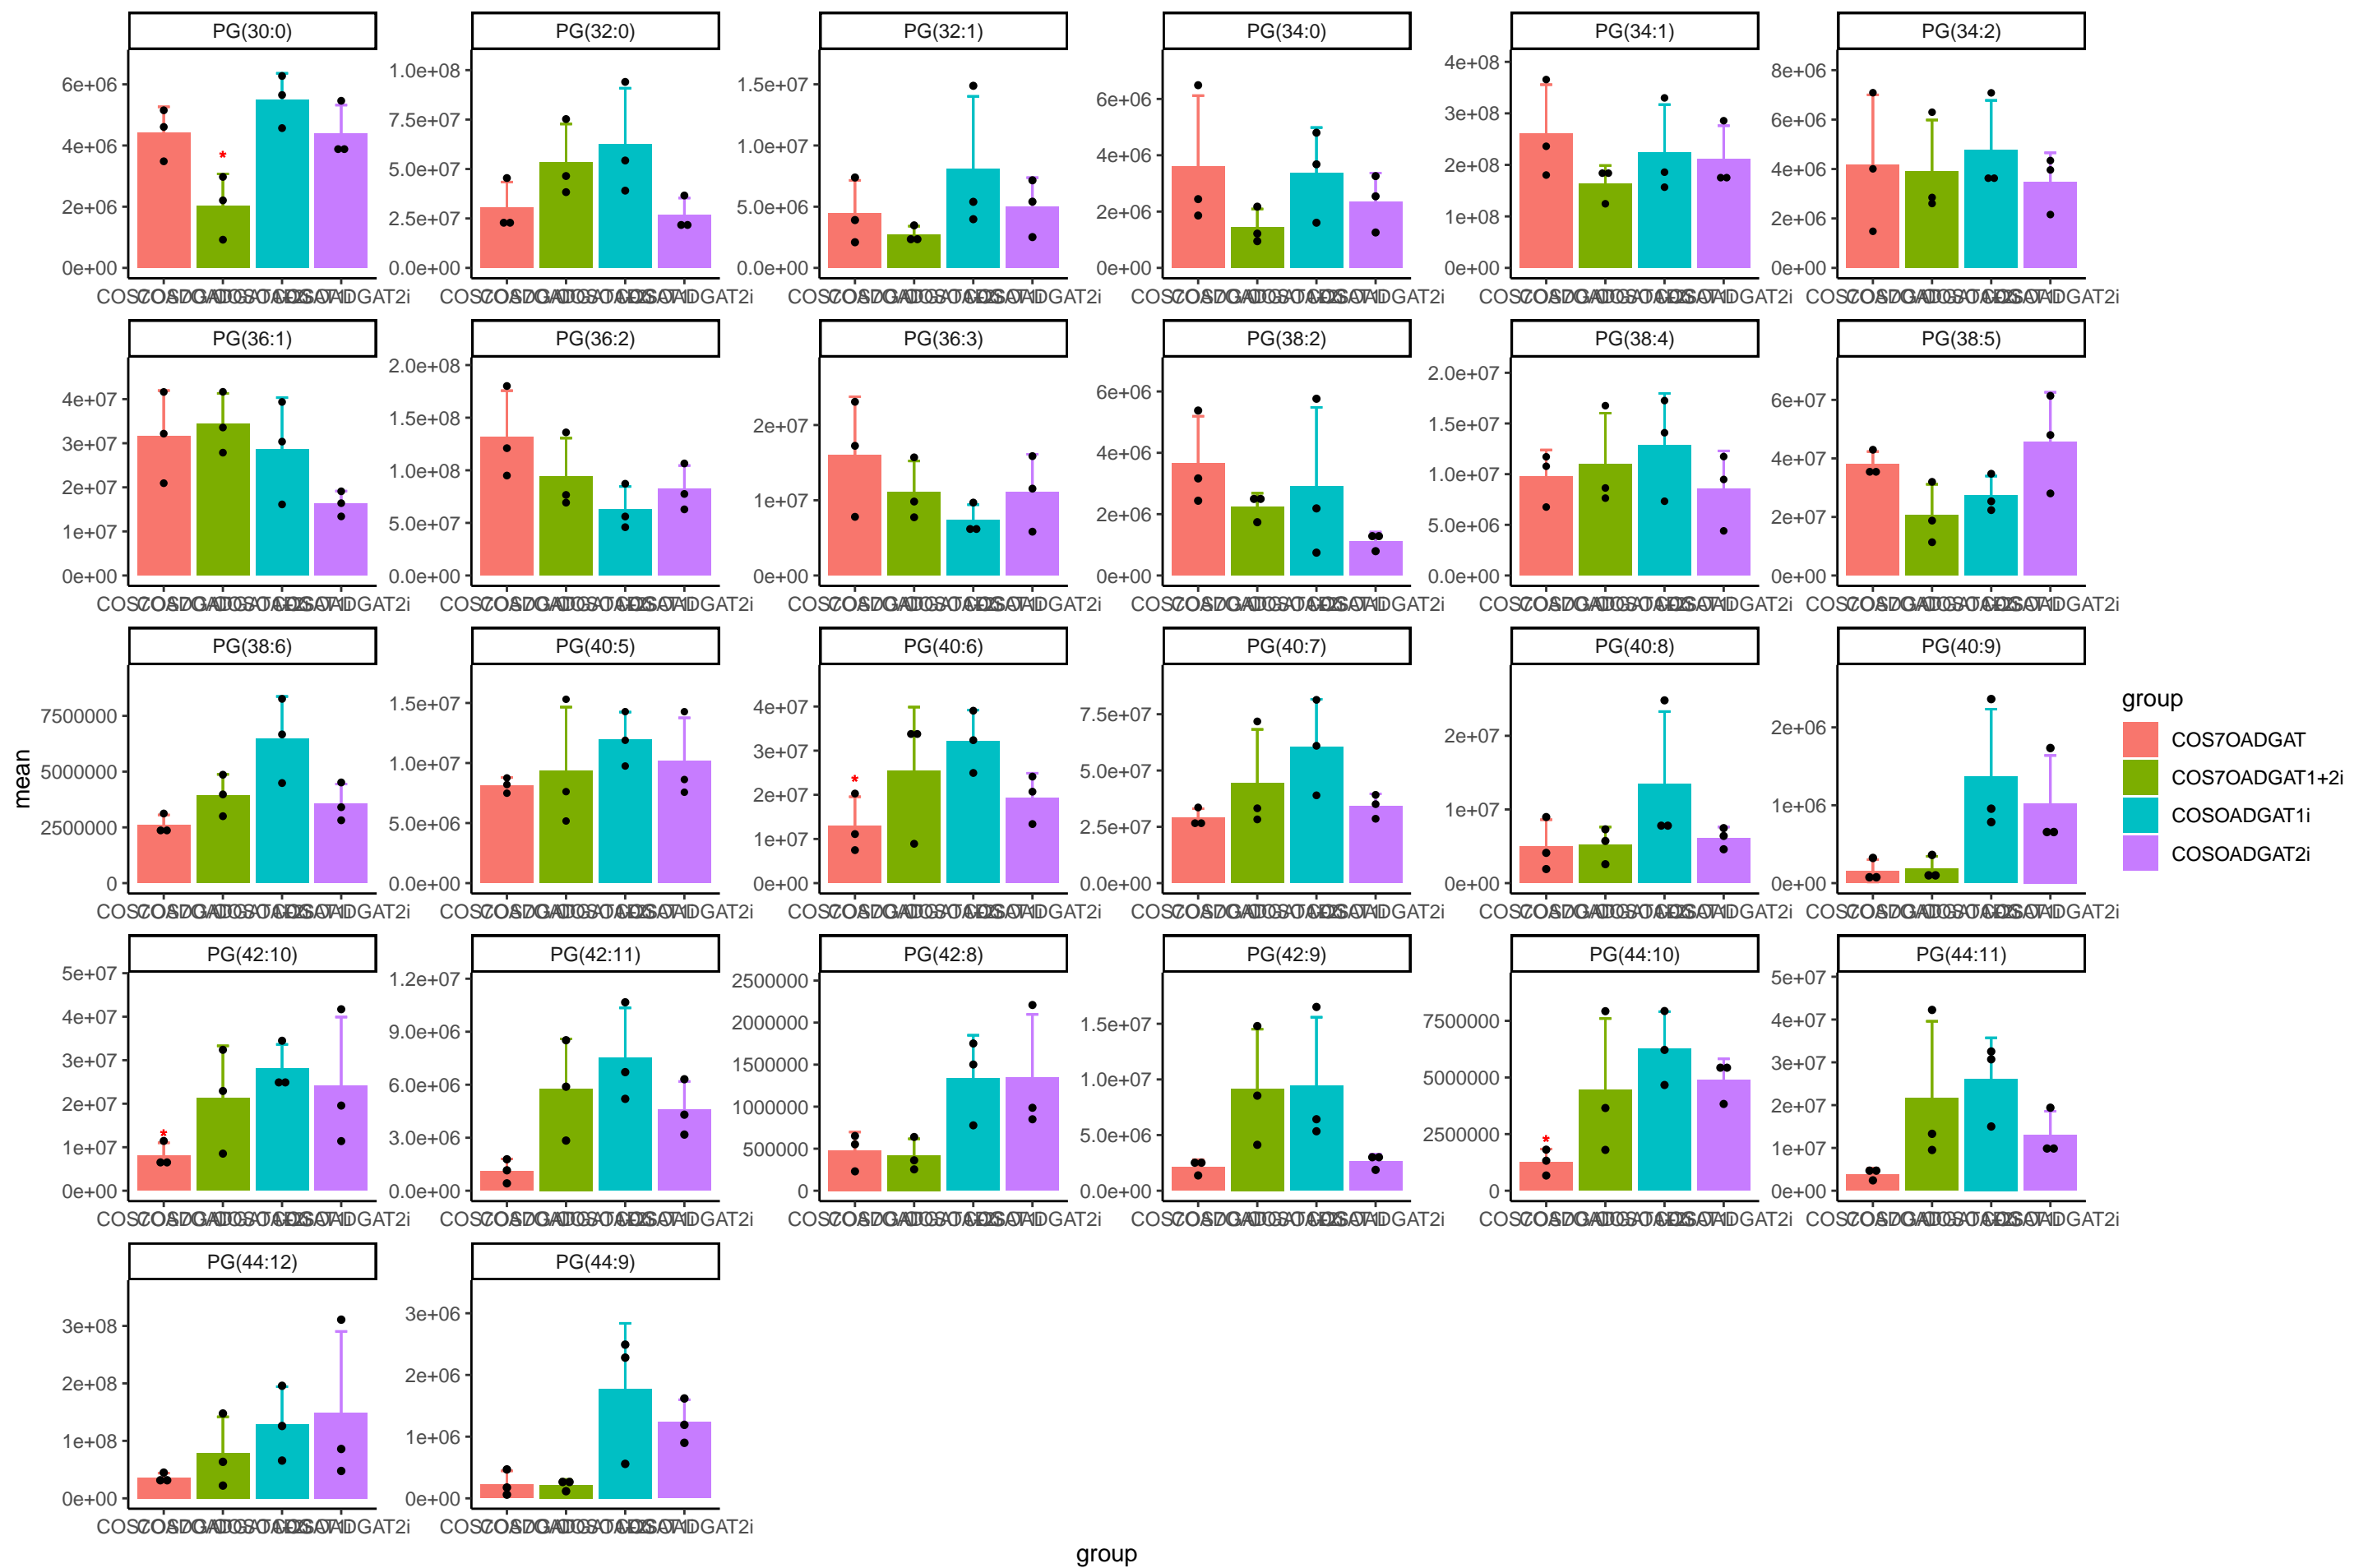 PG(30:0) PG(32:0) PG(32:1) PG(34:0) PG(34:1) PG(34:2)
6e+06 4e+06 2e+06 0e+00
1.0e+08 7.5e+07 5.0e+07 2.5e+07 0.0e+00
1.5e+07 1.0e+07 5.0e+06 0.0e+00
6e+06 4e+06 2e+06 0e+00
4e+08 3e+08 2e+08 1e+08 0e+00
8e+06 6e+06 4e+06 2e+06 0e+00
*
PG(36:1) PG(36:2) PG(36:3) PG(38:2) PG(38:4) PG(38:5)
4e+07 3e+07 2e+07 1e+07 0e+00
2.0e+08 1.5e+08 1.0e+08 5.0e+07 0.0e+00
2e+07 1e+07 0e+00
6e+06 4e+06 2e+06 0e+00
2.0e+07 1.5e+07 1.0e+07 5.0e+06 0.0e+00
6e+07 4e+07 2e+07 0e+00
PG(38:6) PG(40:5) PG(40:6) PG(40:7) PG(40:8) PG(40:9)
7500000 5000000 2500000 0
1.5e+07 1.0e+07 5.0e+06 0.0e+00
4e+07 3e+07 2e+07 1e+07 0e+00
*
7.5e+07 5.0e+07 2.5e+07 0.0e+00
2e+07 1e+07 0e+00
2e+06 1e+06 0e+00
PG(42:10) PG(42:11) PG(42:8) PG(42:9) PG(44:10) PG(44:11)
5e+07 4e+07 3e+07 2e+07 1e+07 0e+00
*
1.2e+07 9.0e+06 6.0e+06 3.0e+06 0.0e+00
2500000 2000000 1500000 1000000 500000 0
1.5e+07 1.0e+07 5.0e+06 0.0e+00
7500000 5000000 2500000 0
*
5e+07 4e+07 3e+07 2e+07 1e+07 0e+00
PG(44:12) PG(44:9)
3e+08 2e+08 1e+08 0e+00
3e+06 2e+06 1e+06 0e+00
mean
group
group
COS7OADGAT
COS7OADGAT1+2i
COSOADGAT1i
COSOADGAT2i